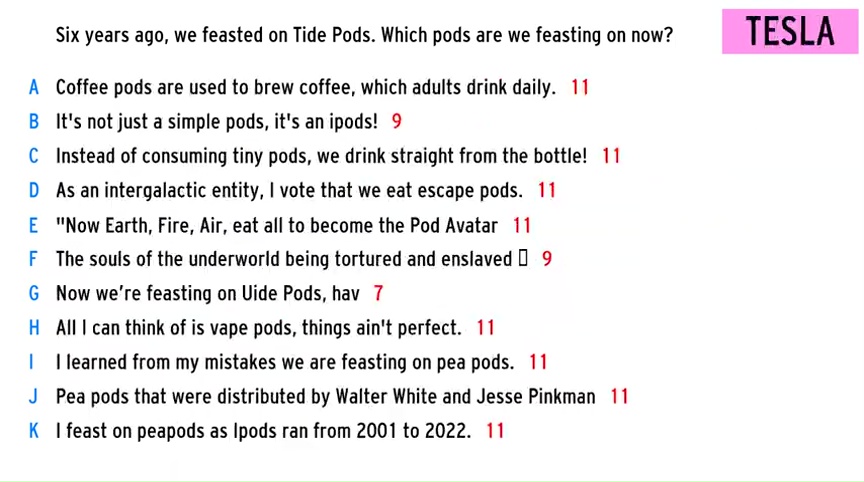 Six years ago, we feasted on Tide Pods. Which pods are we feasting on now?
TESLA
A Coffee pods are used to brew coffee, which adults drink daily. 11
B It's not just a simple pods, it's an ipods! 9
C Instead of consuming tiny pods, we drink straight from the bottle! 11
D As an intergalactic entity, I vote that we eat escape pods. 11
E "Now Earth, Fire, Air, eat all to become the Pod Avatar 11
F The souls of the underworld being tortured and enslaved 9
G Now we’re feasting on Uide Pods, hav 7
H All I can think of is vape pods, things ain't perfect. 11
I I learned from my mistakes we are feasting on pea pods. 11
J Pea pods that were distributed by Walter White and Jesse Pinkman 11
K I feast on peapods as Ipods ran from 2001 to 2022. 11